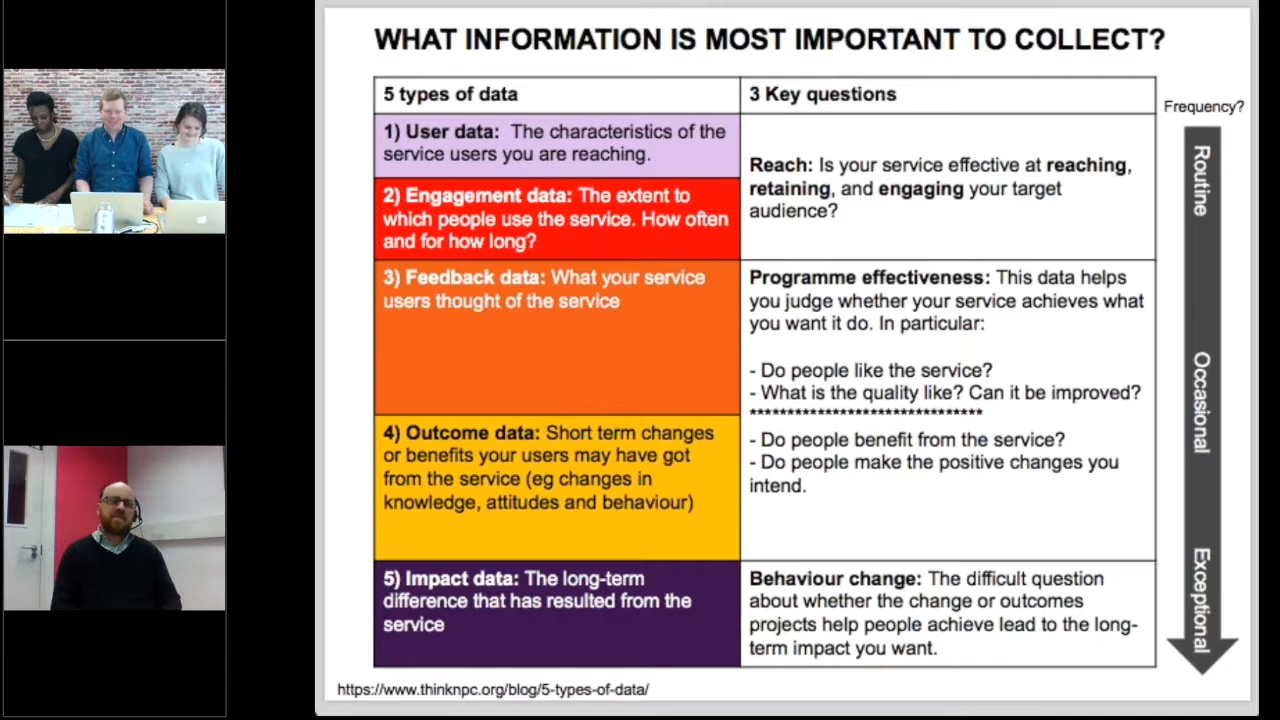 WHAT INFORMATION IS MOST IMPORTANT TO COLLECT?
5 types of data
3 Key questions
Frequency?
1) User data: The characteristics of the
service users you are reaching.
2) Engagement data: The extent to
which people use the service. How often
and for how long?
Reach: Is your service effective at reaching,
retaining, and engaging your target
audience?
3) Feedback data: What your service
users thought of the service
4) Outcome data: Short term changes
or benefits your users may have got
from the service (eg changes in
knowledge, attitudes and behaviour)
Programme effectiveness: This data helps
you judge whether your service achieves what
you want it do. In particular:
- Do people like the service?
- What is the quality like? Can it be improved?
*******************************
- Do people benefit from the service?
- Do people make the positive changes you
intend.
5) Impact data: The long-term
difference that has resulted from the
service
Behaviour change: The difficult question
about whether the change or outcomes
projects help people achieve lead to the long-
term impact you want.
Routine
Occasional
Exceptional
https://www.thinknpc.org/blog/5-types-of-data/